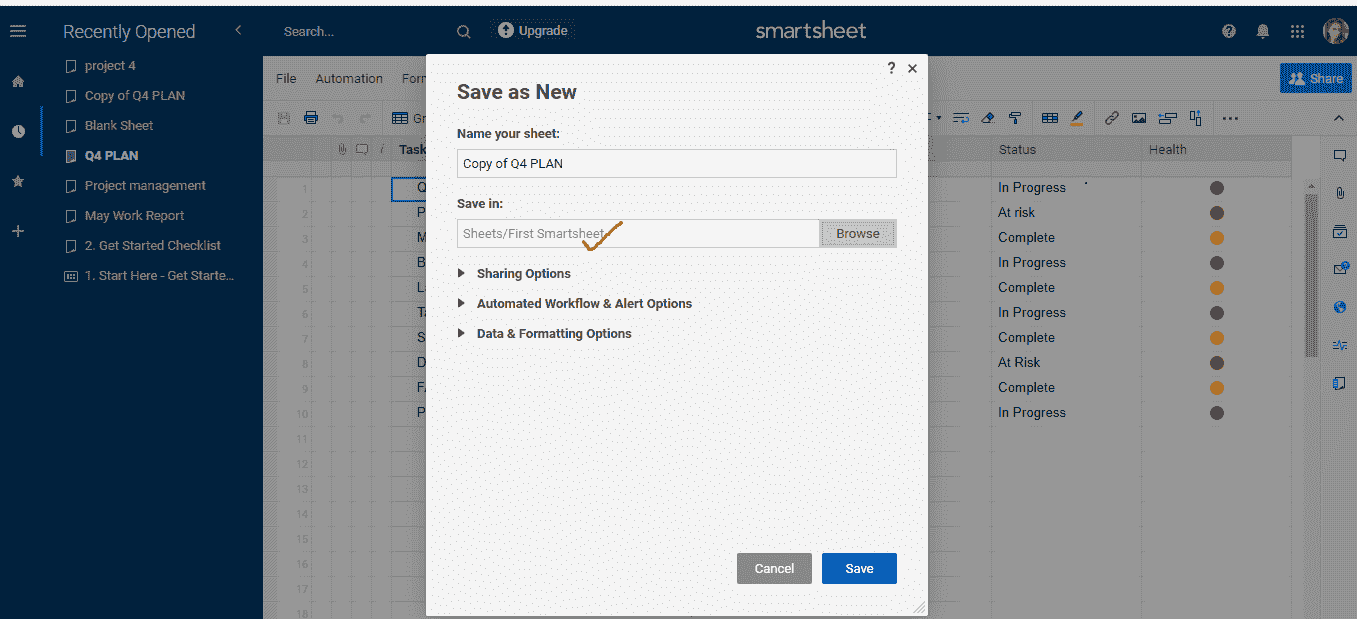 Recently Opened
Search...
Upgrade
smartsheet
project 4
Copy of Q4 PLAN
Blank Sheet
Q4 PLAN
Project management
May Work Report
2. Get Started Checklist
1. Start Here - Get Starte...
File Automation
Share
Save as New
Name your sheet:
Copy of Q4 PLAN
Save in:
Sheets/First Smartsheet
Browse
Sharing Options
Automated Workflow & Alert Options
Data & Formatting Options
Cancel
Save
Task
Status
Health
1 In Progress
2 At risk
3 Complete
4 In Progress
5 Complete
6 In Progress
7 Complete
8 At Risk
9 Complete
10 In Progress
11
12
13
14
15
16
17
18